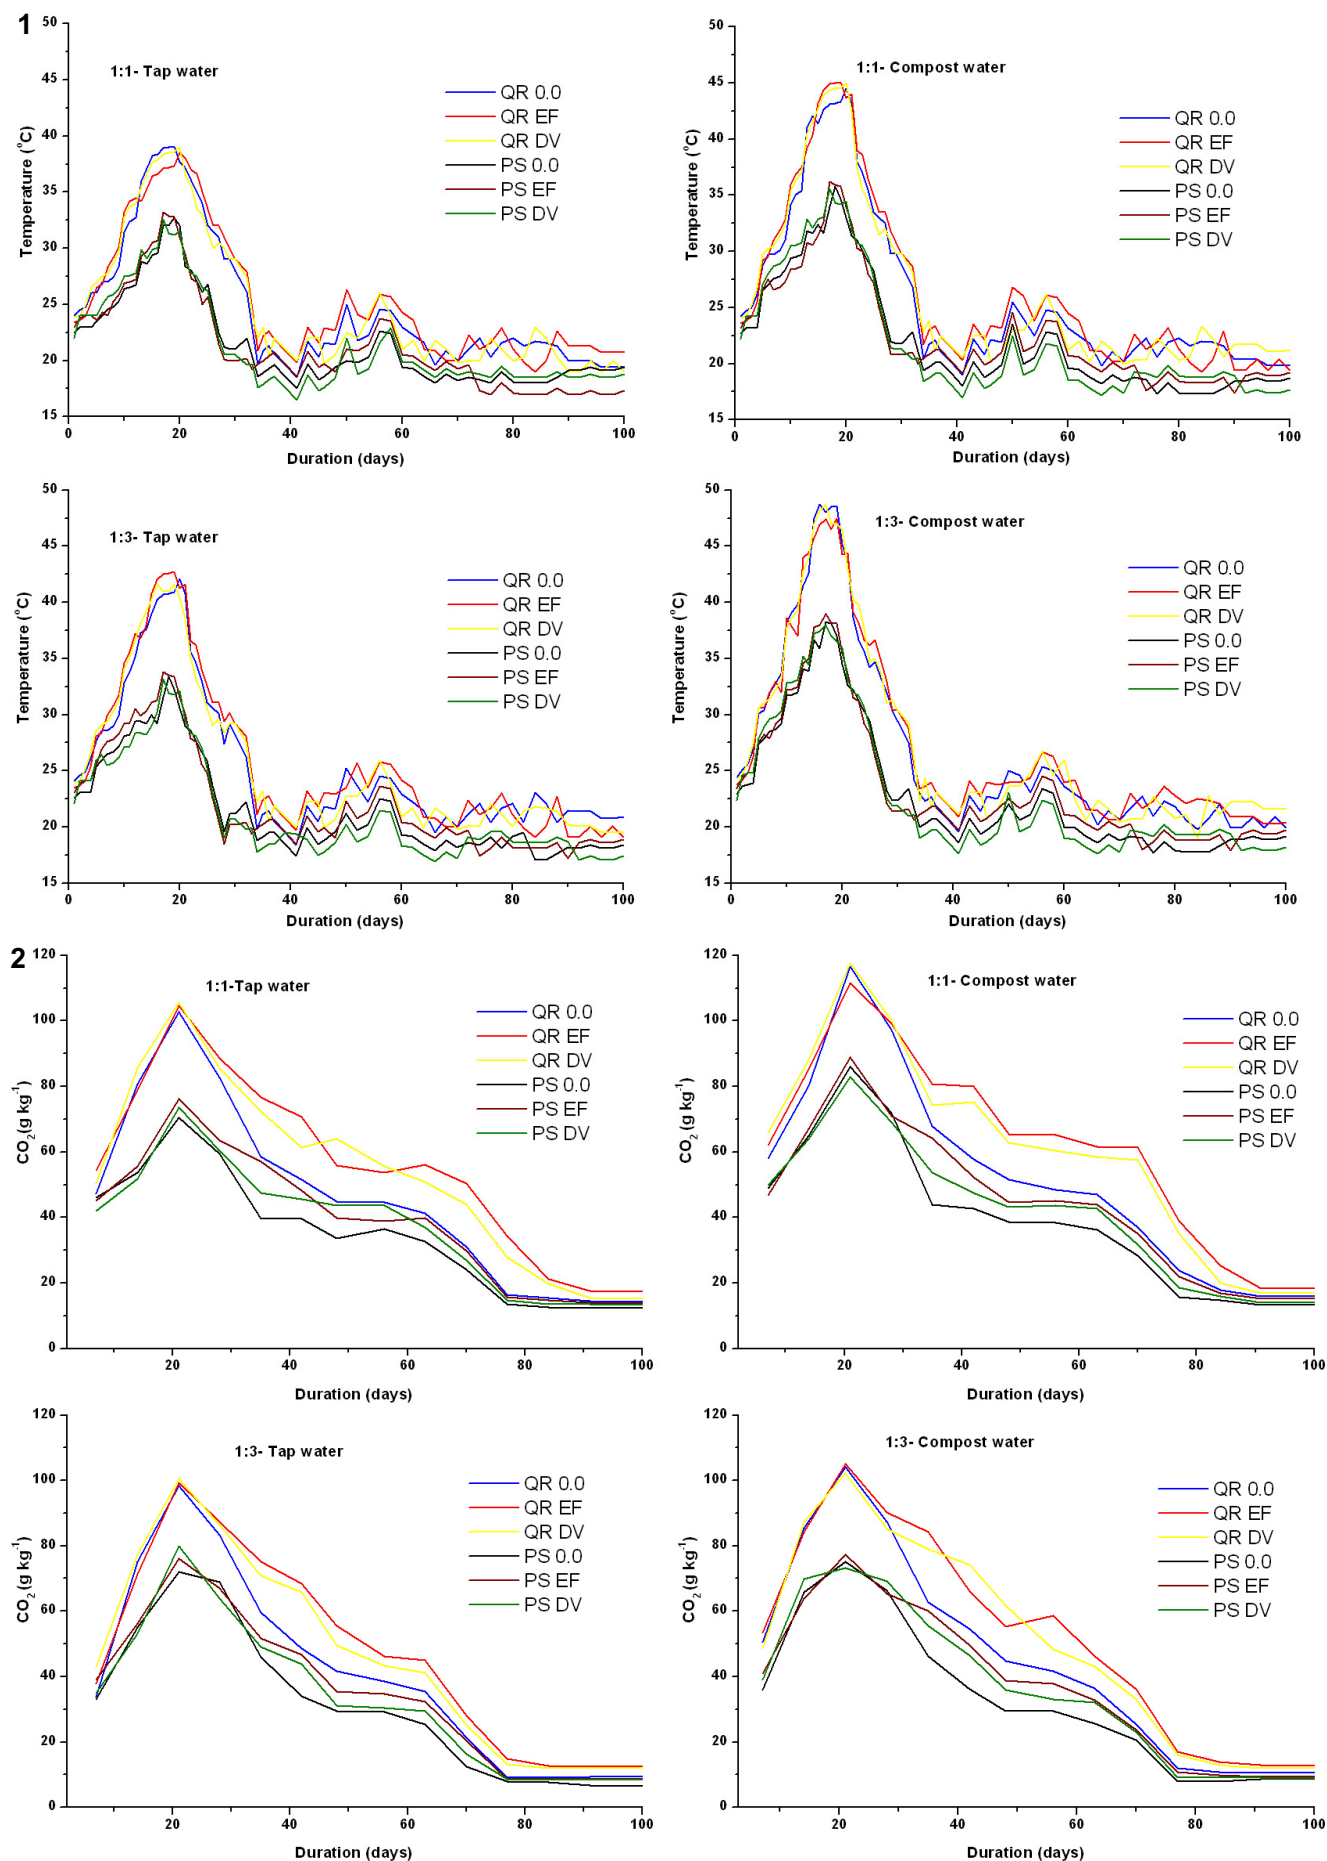 1
50
45
40
35
30
25
20
15
Temperature (°C)
1:1- Tap water
QR 0.0
QR EF
QR DV
PS 0.0
PS EF
PS DV
0 20 40 60 80 100
Duration (days)
50
45
40
35
30
25
20
15
Temperature (°C)
1:1- Compost water
QR 0.0
QR EF
QR DV
PS 0.0
PS EF
PS DV
0 20 40 60 80 100
Duration (days)
50
45
40
35
30
25
20
15
Temperature (°C)
1:3- Tap water
QR 0.0
QR EF
QR DV
PS 0.0
PS EF
PS DV
0 20 40 60 80 100
Duration (days)
50
45
40
35
30
25
20
15
Temperature (°C)
1:3- Compost water
QR 0.0
QR EF
QR DV
PS 0.0
PS EF
PS DV
0 20 40 60 80 100
Duration (days)
2
120
100
80
60
40
20
0
CO₂(g kg⁻¹)
1:1-Tap water
QR 0.0
QR EF
QR DV
PS 0.0
PS EF
PS DV
20 40 60 80 100
Duration (days)
120
100
80
60
40
20
0
CO₂ (g kg⁻¹)
1:1- Compost water
QR 0.0
QR EF
QR DV
PS 0.0
PS EF
PS DV
20 40 60 80 100
Duration (days)
120
100
80
60
40
20
0
CO₂ (g kg⁻¹)
1:3- Tap water
QR 0.0
QR EF
QR DV
PS 0.0
PS EF
PS DV
20 40 60 80 100
Duration (days)
120
100
80
60
40
20
0
CO₂ (g kg⁻¹)
1:3- Compost water
QR 0.0
QR EF
QR DV
PS 0.0
PS EF
PS DV
20 40 60 80 100
Duration (days)